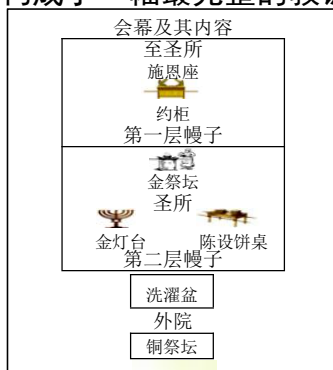 会幕及其内容
至圣所
施恩座
约柜
第一层幔子
金祭坛
圣所
金灯台 陈设饼桌
第二层幔子
洗濯盆
外院
铜祭坛